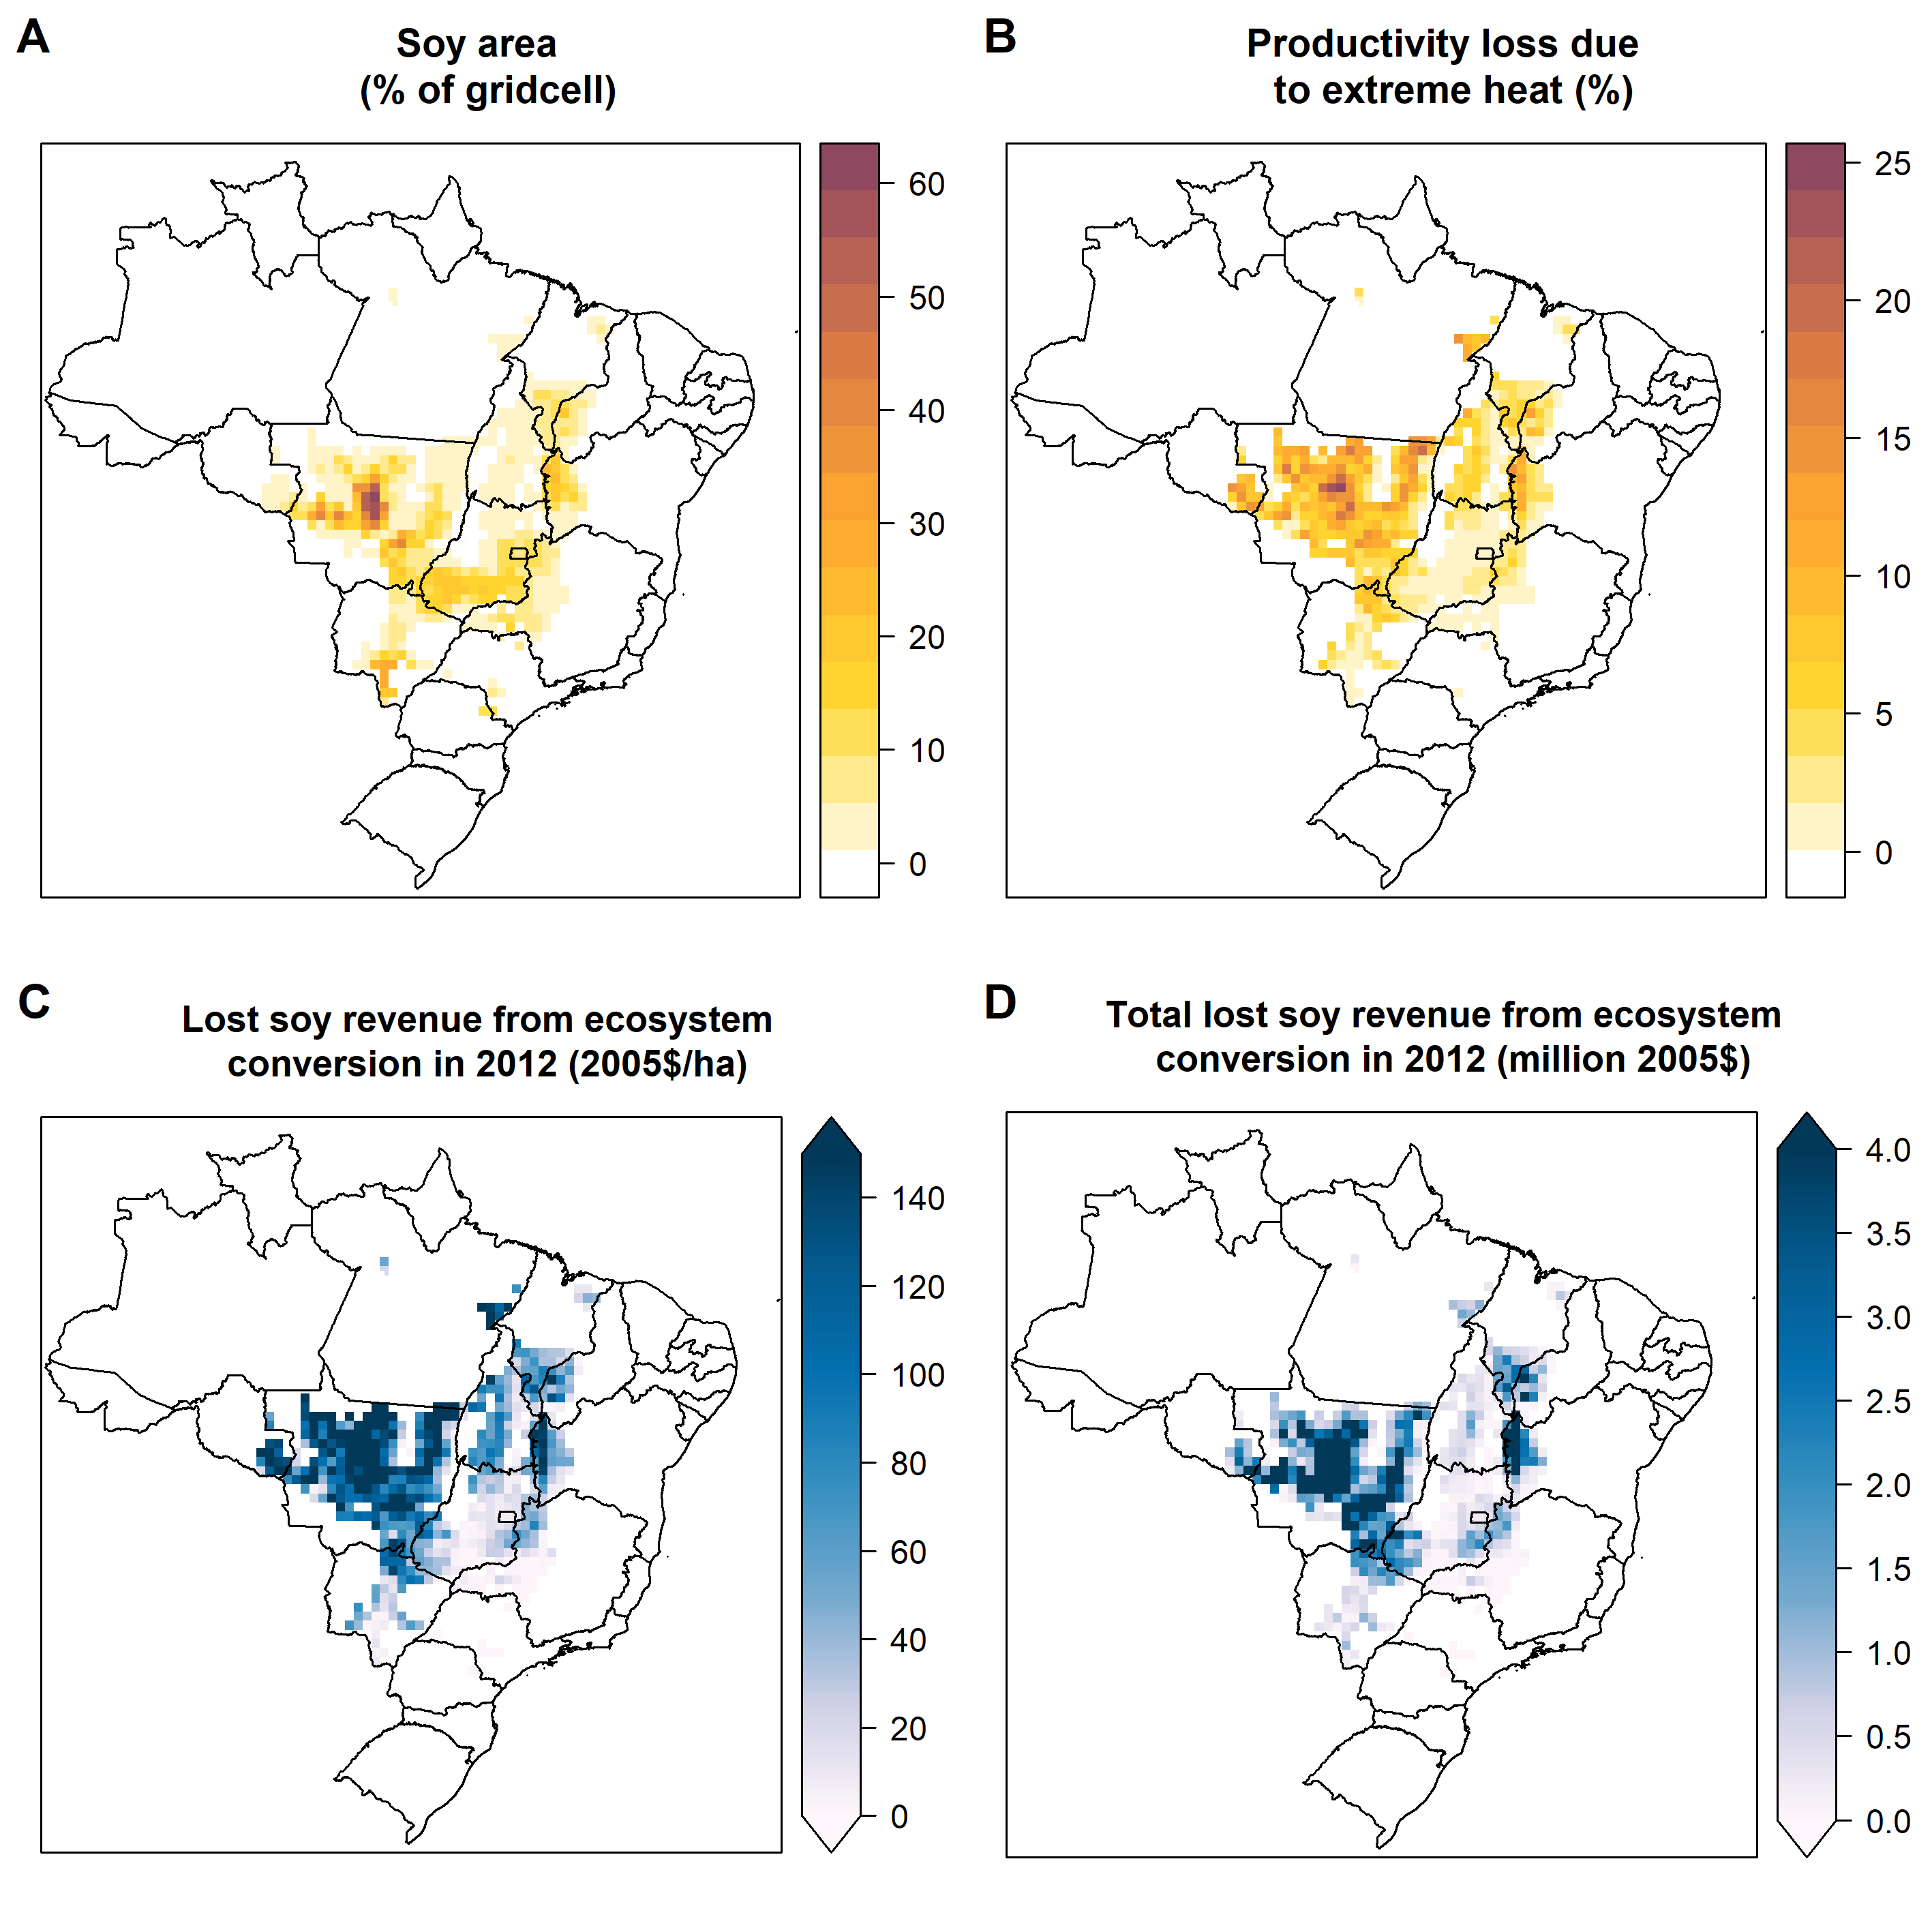 A
Soy area
(% of gridcell)
60
50
40
30
20
10
0
B
Productivity loss due
to extreme heat (%)
25
20
15
10
5
0
C
Lost soy revenue from ecosystem
conversion in 2012 (2005$/ha)
140
120
100
80
60
40
20
0
D
Total lost soy revenue from ecosystem
conversion in 2012 (million 2005$)
4.0
3.5
3.0
2.5
2.0
1.5
1.0
0.5
0.0